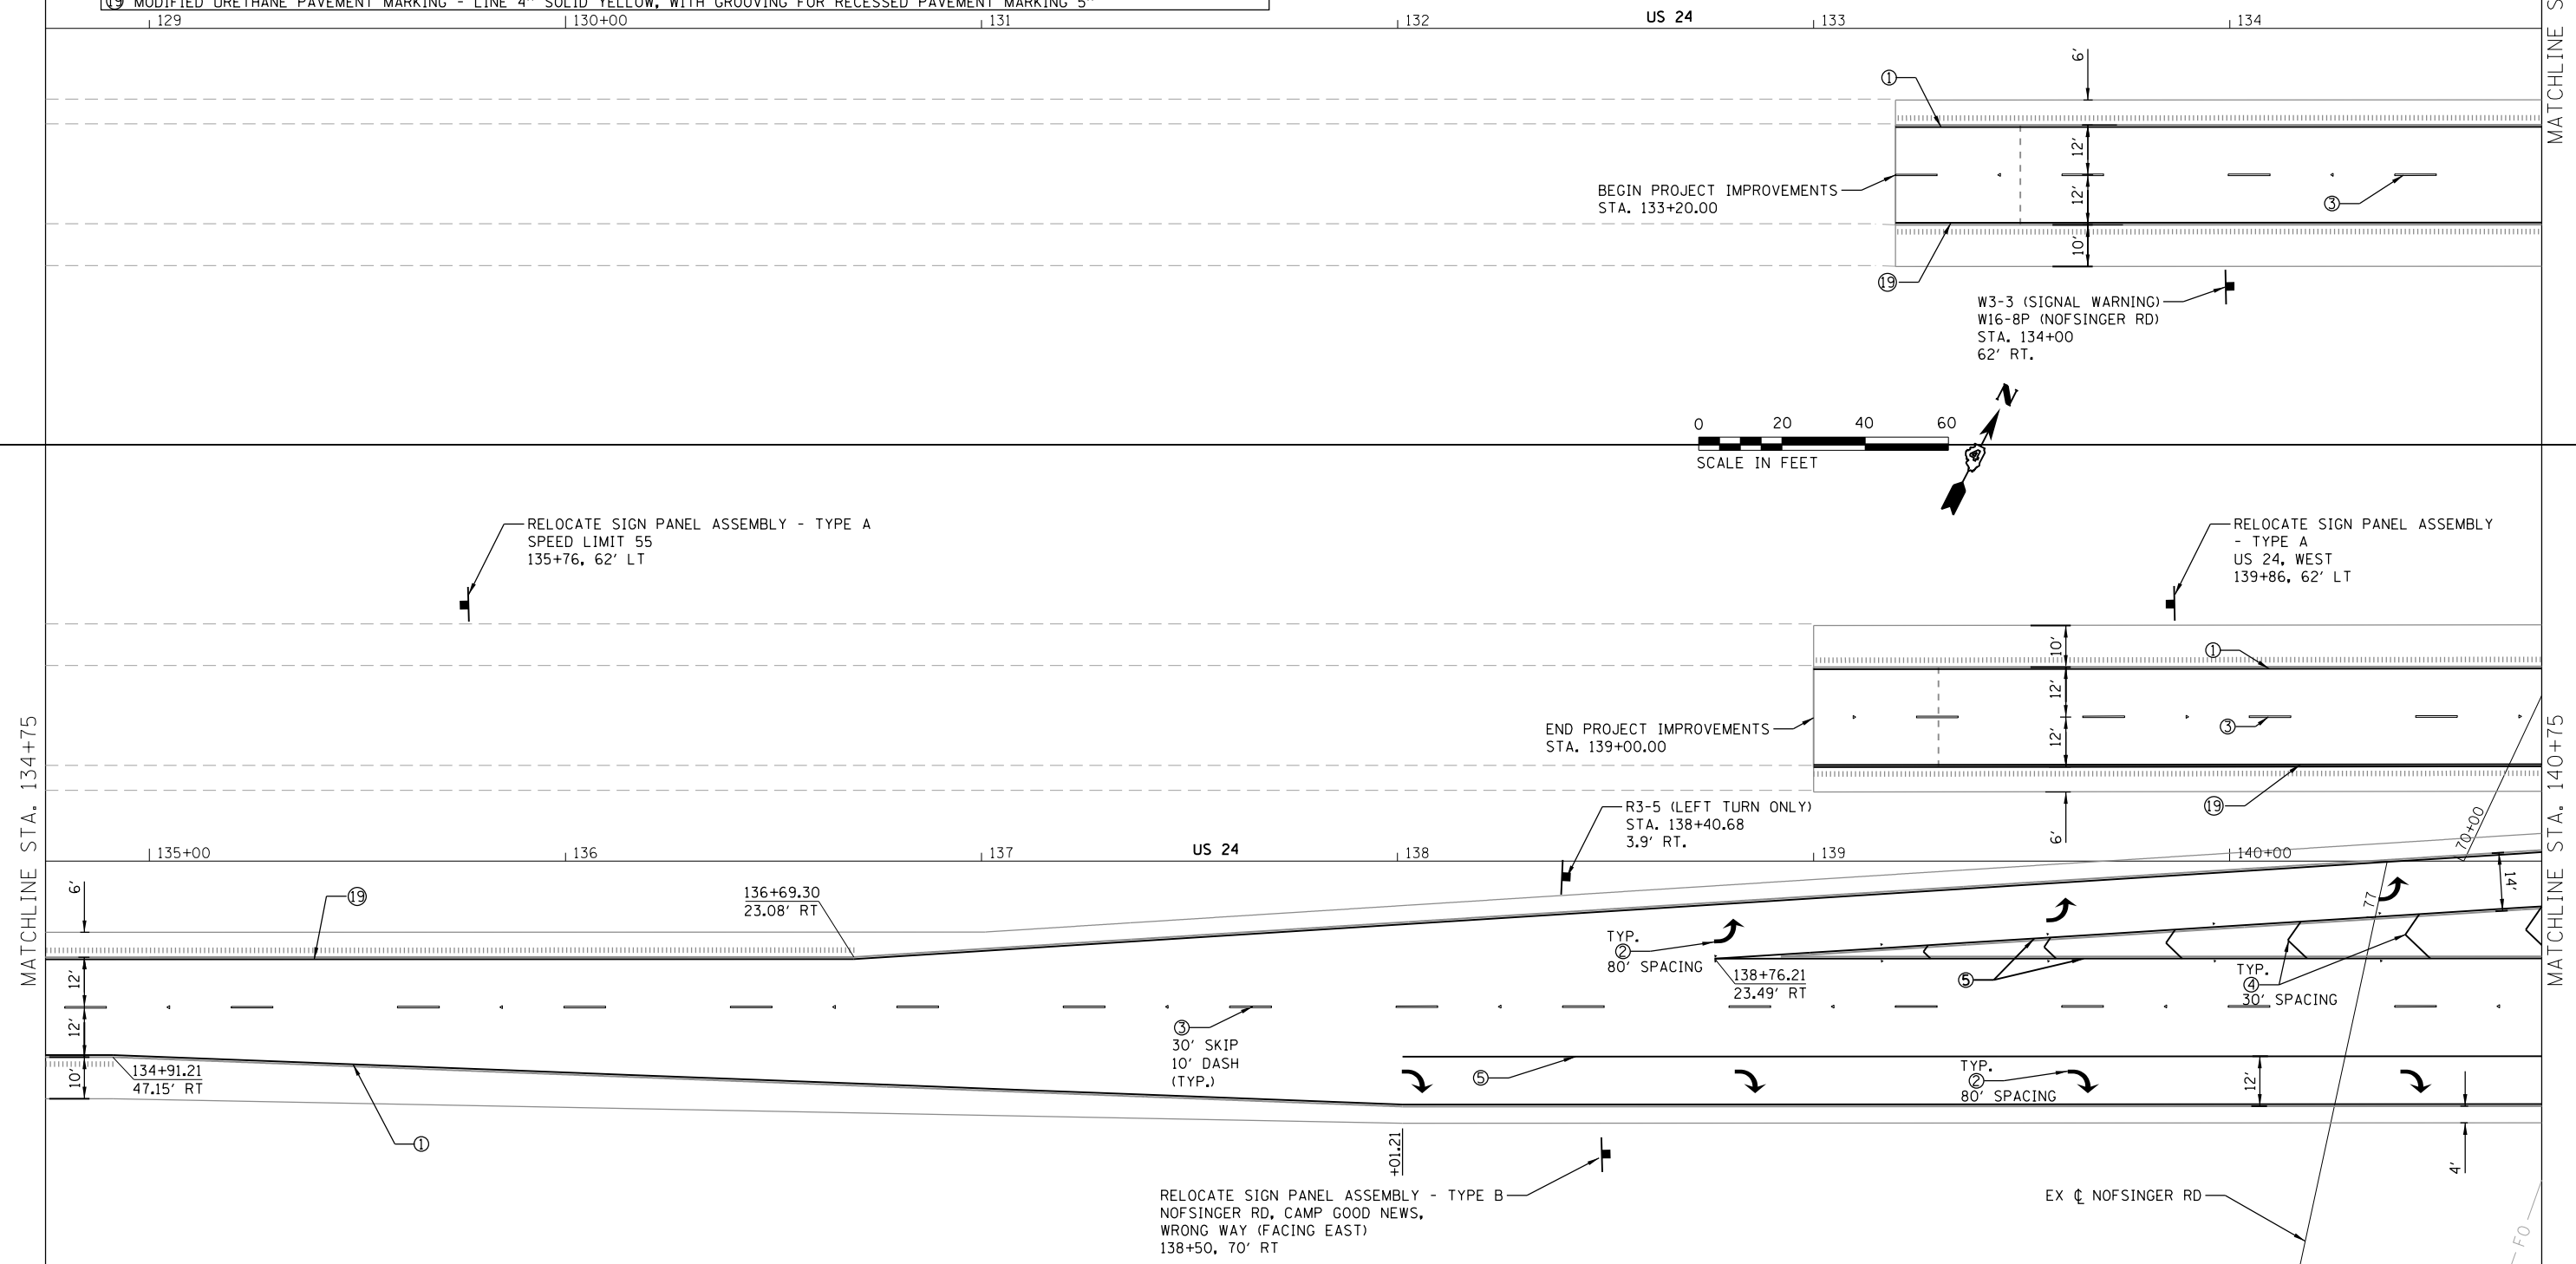 19 MODIFIED URETHANE PAVEMENT MARKING - LINE 4" SOLID YELLOW, WITH GROOVING FOR RECESSED PAVEMENT MARKING 5"
129
130+00
131
132
US 24
133
134
MATCHLINE S
6'
1
12'
12'
10'
BEGIN PROJECT IMPROVEMENTS
STA. 133+20.00
3
19
W3-3 (SIGNAL WARNING)
W16-8P (NOFSINGER RD)
STA. 134+00
62' RT.
N
0 20 40 60
SCALE IN FEET
RELOCATE SIGN PANEL ASSEMBLY - TYPE A
SPEED LIMIT 55
135+76, 62' LT
RELOCATE SIGN PANEL ASSEMBLY
- TYPE A
US 24, WEST
139+86, 62' LT
10'
12'
12'
6'
1
3
19
END PROJECT IMPROVEMENTS
STA. 139+00.00
R3-5 (LEFT TURN ONLY)
STA. 138+40.68
3.9' RT.
MATCHLINE STA. 134+75
MATCHLINE STA. 140+75
135+00
136
137
US 24
138
139
140+00
70+00
77
14'
6'
12'
12'
10'
19
136+69.30
23.08' RT
TYP.
2
80' SPACING
138+76.21
23.49' RT
5
TYP.
4
30' SPACING
3
30' SKIP
10' DASH
(TYP.)
134+91.21
47.15' RT
5
TYP.
2
80' SPACING
12'
1
+01.21
4'
RELOCATE SIGN PANEL ASSEMBLY - TYPE B
NOFSINGER RD, CAMP GOOD NEWS,
WRONG WAY (FACING EAST)
138+50, 70' RT
EX ℄ NOFSINGER RD
FO